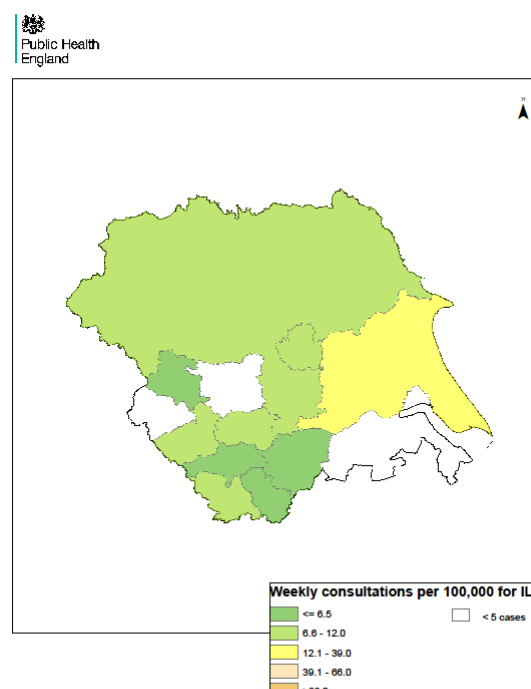 Public Health
England
Weekly consultations per 100,000 for IL
<= 6.5
< 5 cases
6.6 - 12.0
12.1 - 39.0
39.1 - 66.0